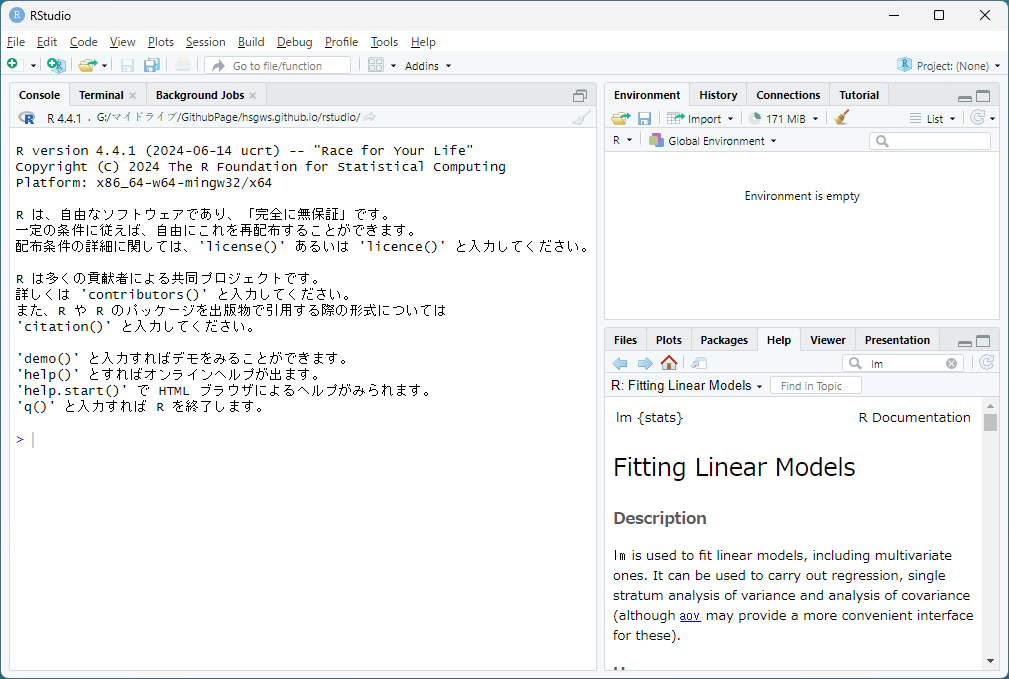 RStudio
File Edit Code View Plots Session Build Debug Profile Tools Help
Go to file/function Addins Project: (None)
Console Terminal Background Jobs
R 4.4.1 · G:/マイドライブ/GithubPage/hsgws.github.io/rstudio/
R version 4.4.1 (2024-06-14 ucrt) -- "Race for Your Life"
Copyright (C) 2024 The R Foundation for Statistical Computing
Platform: x86_64-w64-mingw32/x64
R は、自由なソフトウェアであり、「完全に無保証」です。
一定の条件に従えば、自由にこれを再配布することができます。
配布条件の詳細に関しては、'license()' あるいは 'licence()' と入力してください。
R は多くの貢献者による共同プロジェクトです。
詳しくは 'contributors()' と入力してください。
また、R や R のパッケージを出版物で引用する際の形式については
'citation()' と入力してください。
'demo()' と入力すればデモをみることができます。
'help()' とすればオンラインヘルプが出ます。
'help.start()' で HTML ブラウザによるヘルプがみられます。
'q()' と入力すれば R を終了します。
>
Environment History Connections Tutorial
Import 171 MiB List
R Global Environment
Environment is empty
Files Plots Packages Help Viewer Presentation
lm
R: Fitting Linear Models Find in Topic
lm {stats} R Documentation
Fitting Linear Models
Description
lm is used to fit linear models, including multivariate
ones. It can be used to carry out regression, single
stratum analysis of variance and analysis of covariance
(although aov may provide a more convenient interface
for these).